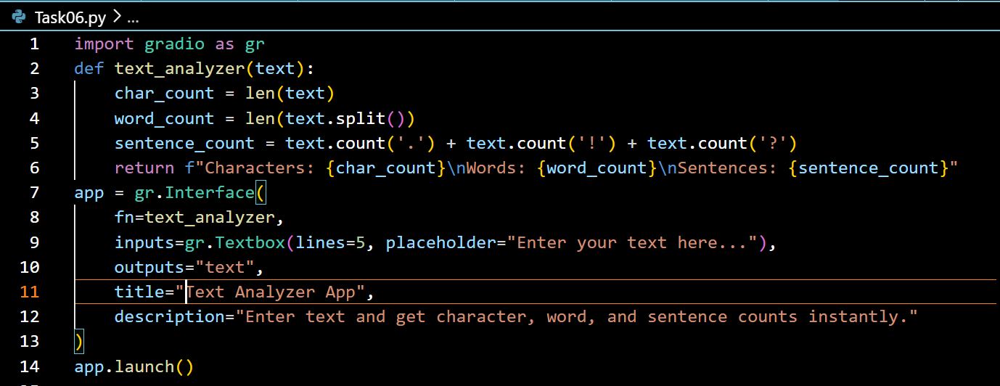 Task06.py > ...
1 import gradio as gr
2 def text_analyzer(text):
3     char_count = len(text)
4     word_count = len(text.split())
5     sentence_count = text.count('.') + text.count('!') + text.count('?')
6     return f"Characters: {char_count}\nWords: {word_count}\nSentences: {sentence_count}"
7 app = gr.Interface(
8     fn=text_analyzer,
9     inputs=gr.Textbox(lines=5, placeholder="Enter your text here..."),
10     outputs="text",
11     title="Text Analyzer App",
12     description="Enter text and get character, word, and sentence counts instantly."
13 )
14 app.launch()